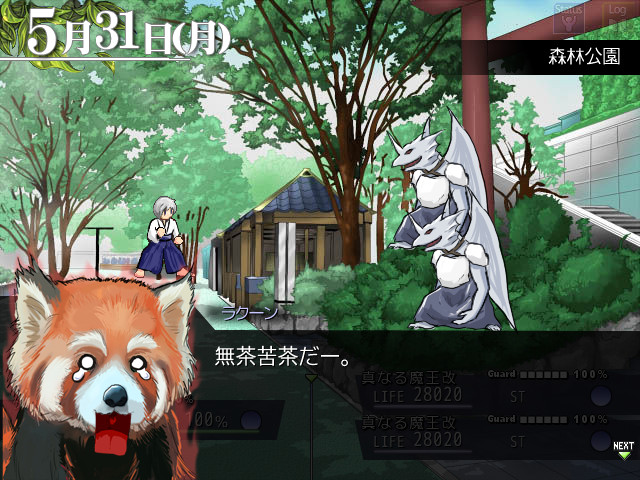 5月31日(月)
Status
Log
森林公園
ラクーン
無茶苦茶だー。
真なる魔王改
Guard 100%
LIFE 28020
ST
真なる魔王改
Guard 100%
LIFE 28020
ST
00%
NEXT